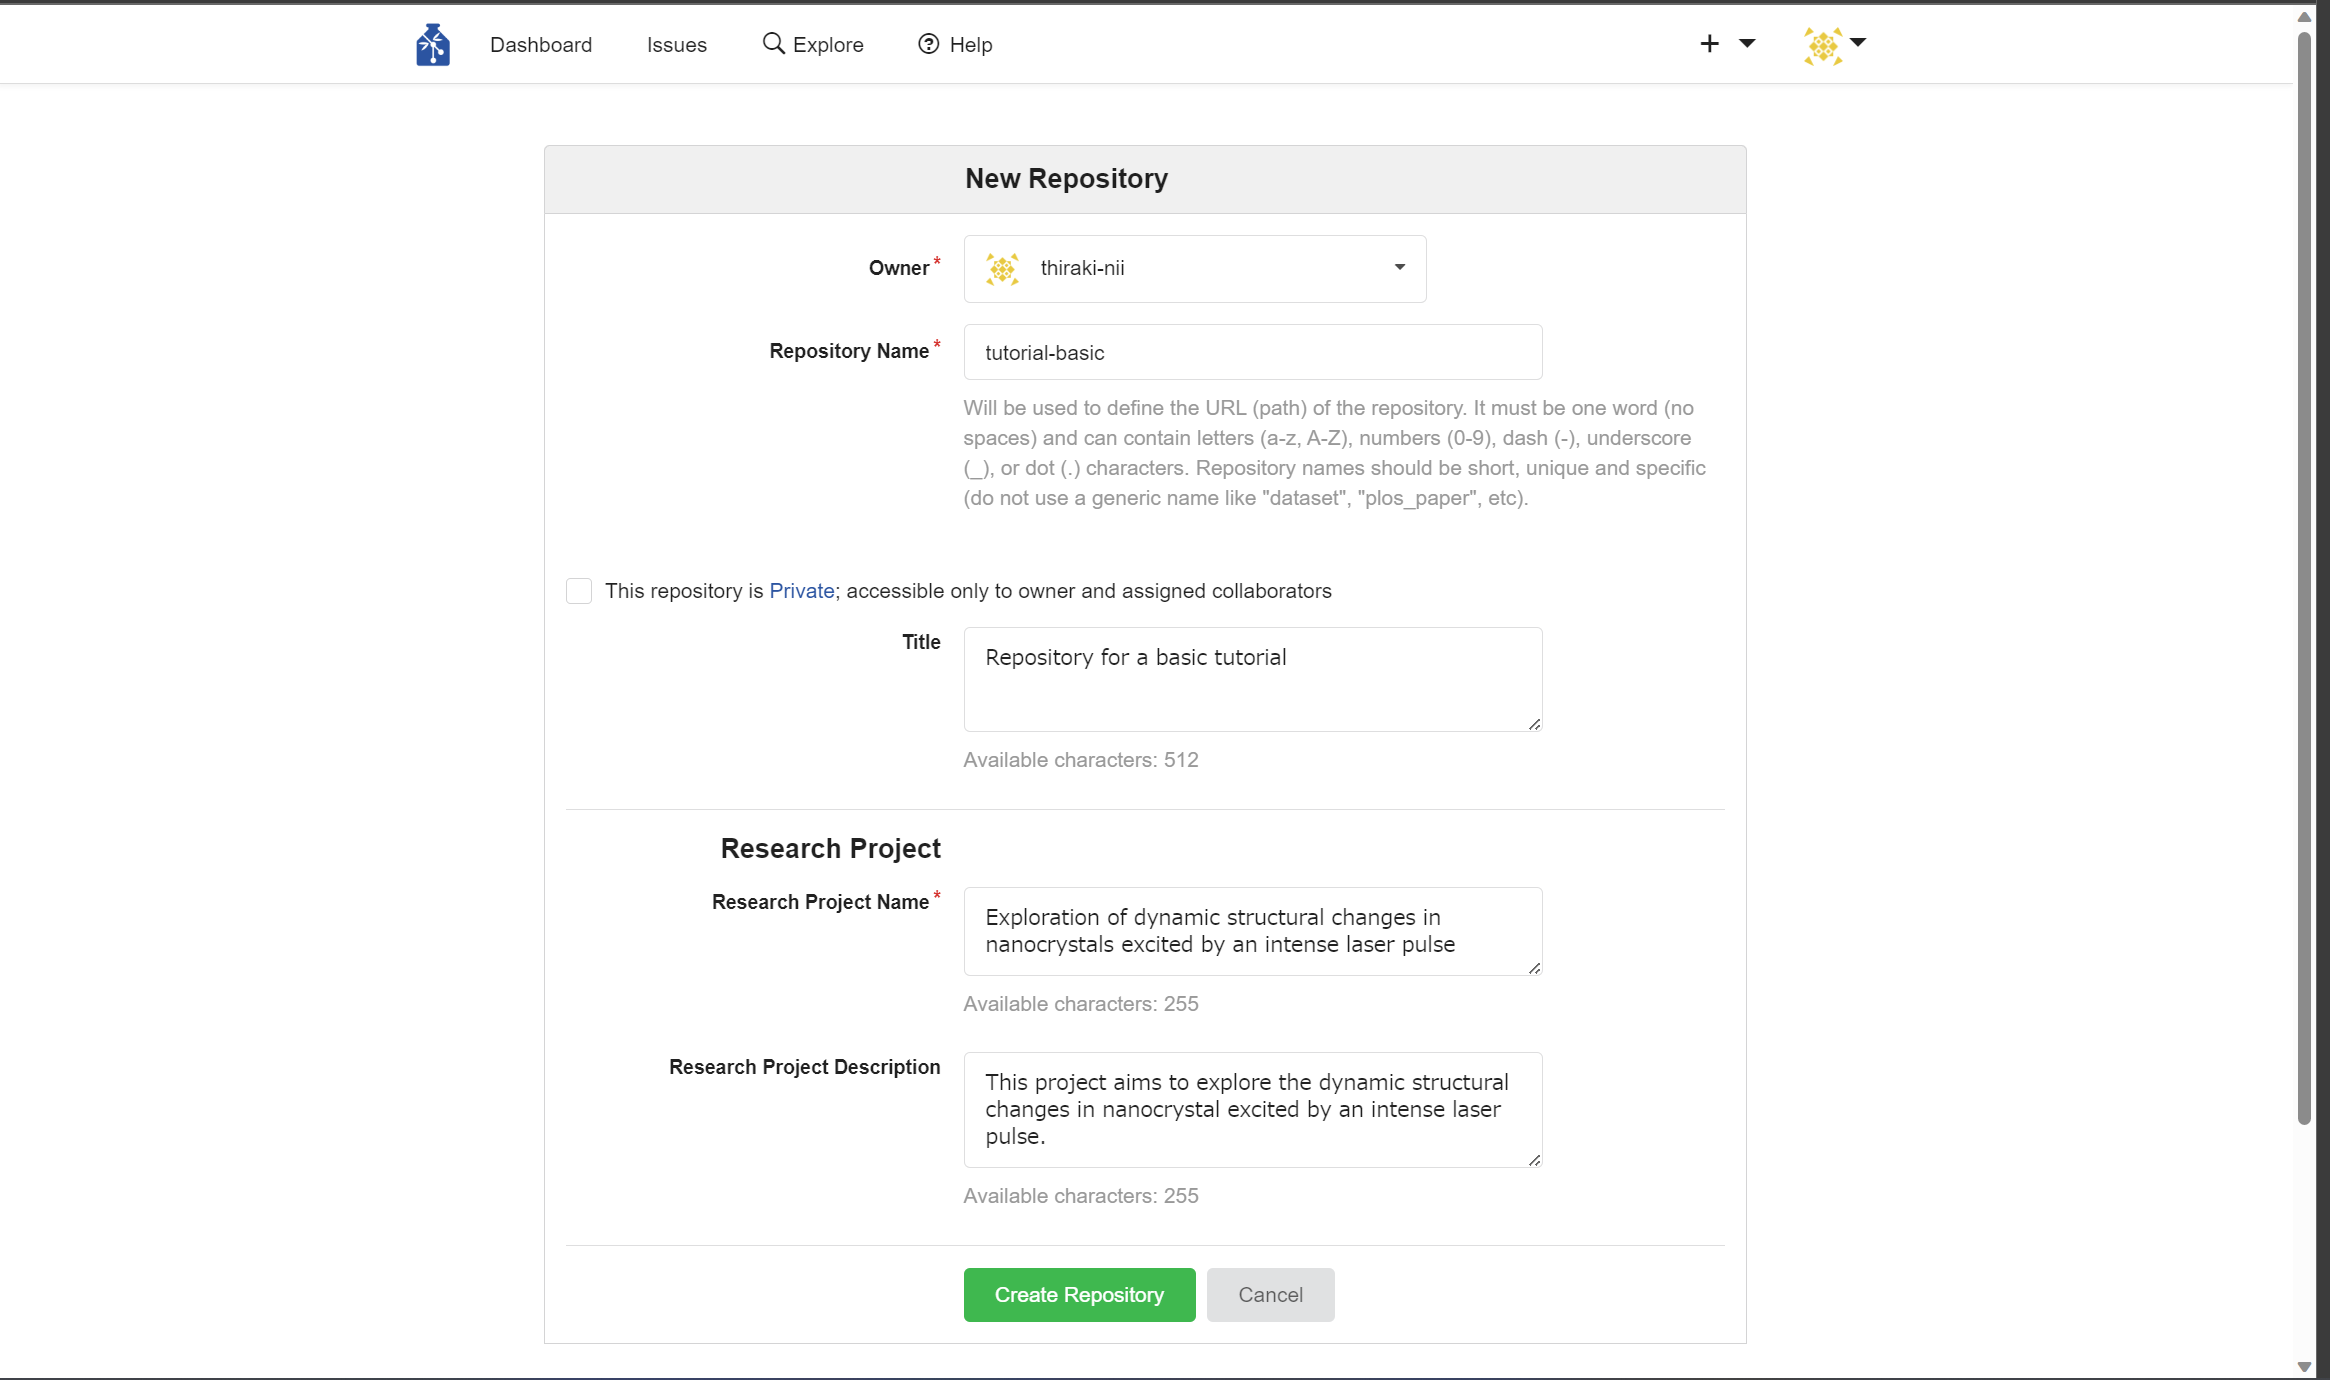 Dashboard Issues Explore Help
New Repository
Owner*
thiraki-nii
Repository Name*
tutorial-basic
Will be used to define the URL (path) of the repository. It must be one word (no
spaces) and can contain letters (a-z, A-Z), numbers (0-9), dash (-), underscore
(_), or dot (.) characters. Repository names should be short, unique and specific
(do not use a generic name like "dataset", "plos_paper", etc).
This repository is Private; accessible only to owner and assigned collaborators
Title
Repository for a basic tutorial
Available characters: 512
Research Project
Research Project Name*
Exploration of dynamic structural changes in
nanocrystals excited by an intense laser pulse
Available characters: 255
Research Project Description
This project aims to explore the dynamic structural
changes in nanocrystal excited by an intense laser
pulse.
Available characters: 255
Create Repository Cancel